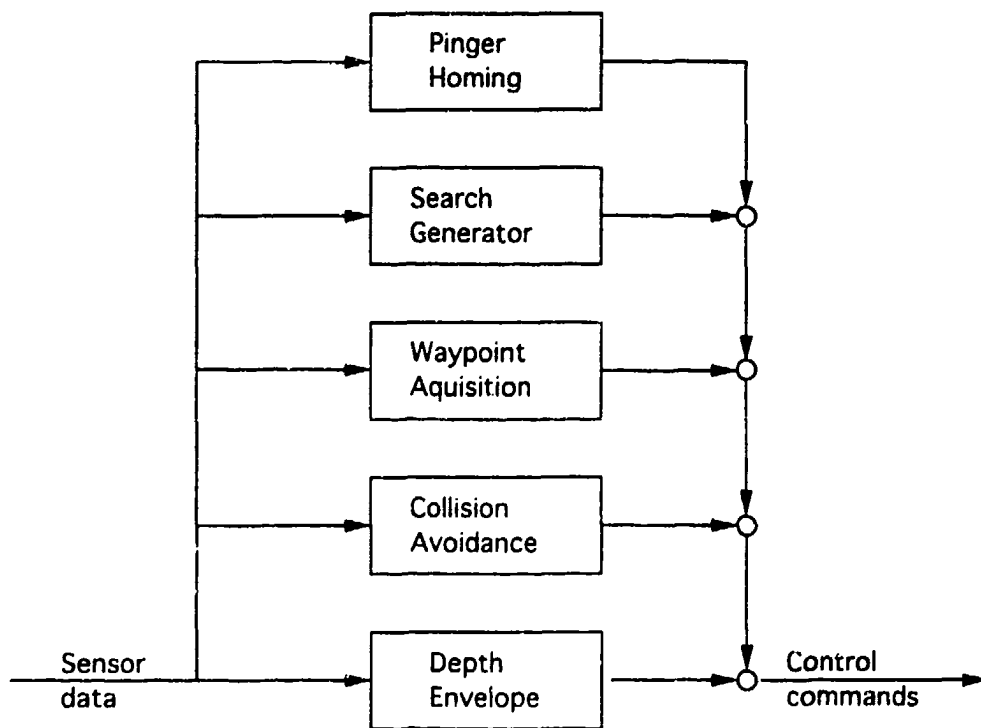 Pinger
Homing
Search
Generator
Waypoint
Aquisition
Collision
Avoidance
Sensor
data
Depth
Envelope
Control
commands